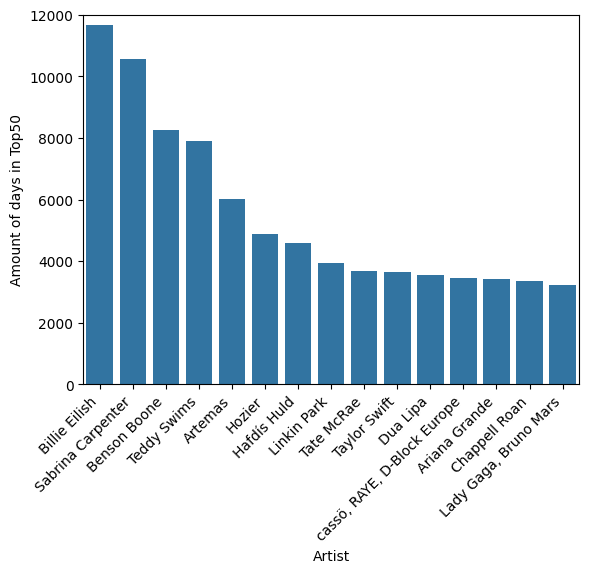 12000
10000
8000
6000
4000
2000
0
Amount of days in Top50
Billie Eilish
Sabrina Carpenter
Benson Boone
Teddy Swims
Artemas
Hozier
Hafdís Huld
Linkin Park
Tate McRae
Taylor Swift
Dua Lipa
cassö, RAYE, D-Block Europe
Ariana Grande
Chappell Roan
Lady Gaga, Bruno Mars
Artist